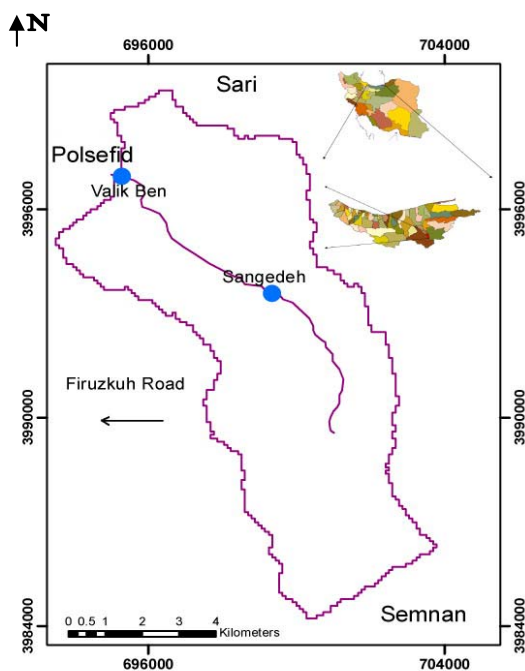 N
696000
704000
Sari
Polsefid
Valik Ben
3996000
3996000
Sangedeh
Firuzkuh Road
3990000
3990000
Semnan
3984000
3984000
0 0.5 1 2 3 4
Kilometers
696000
704000